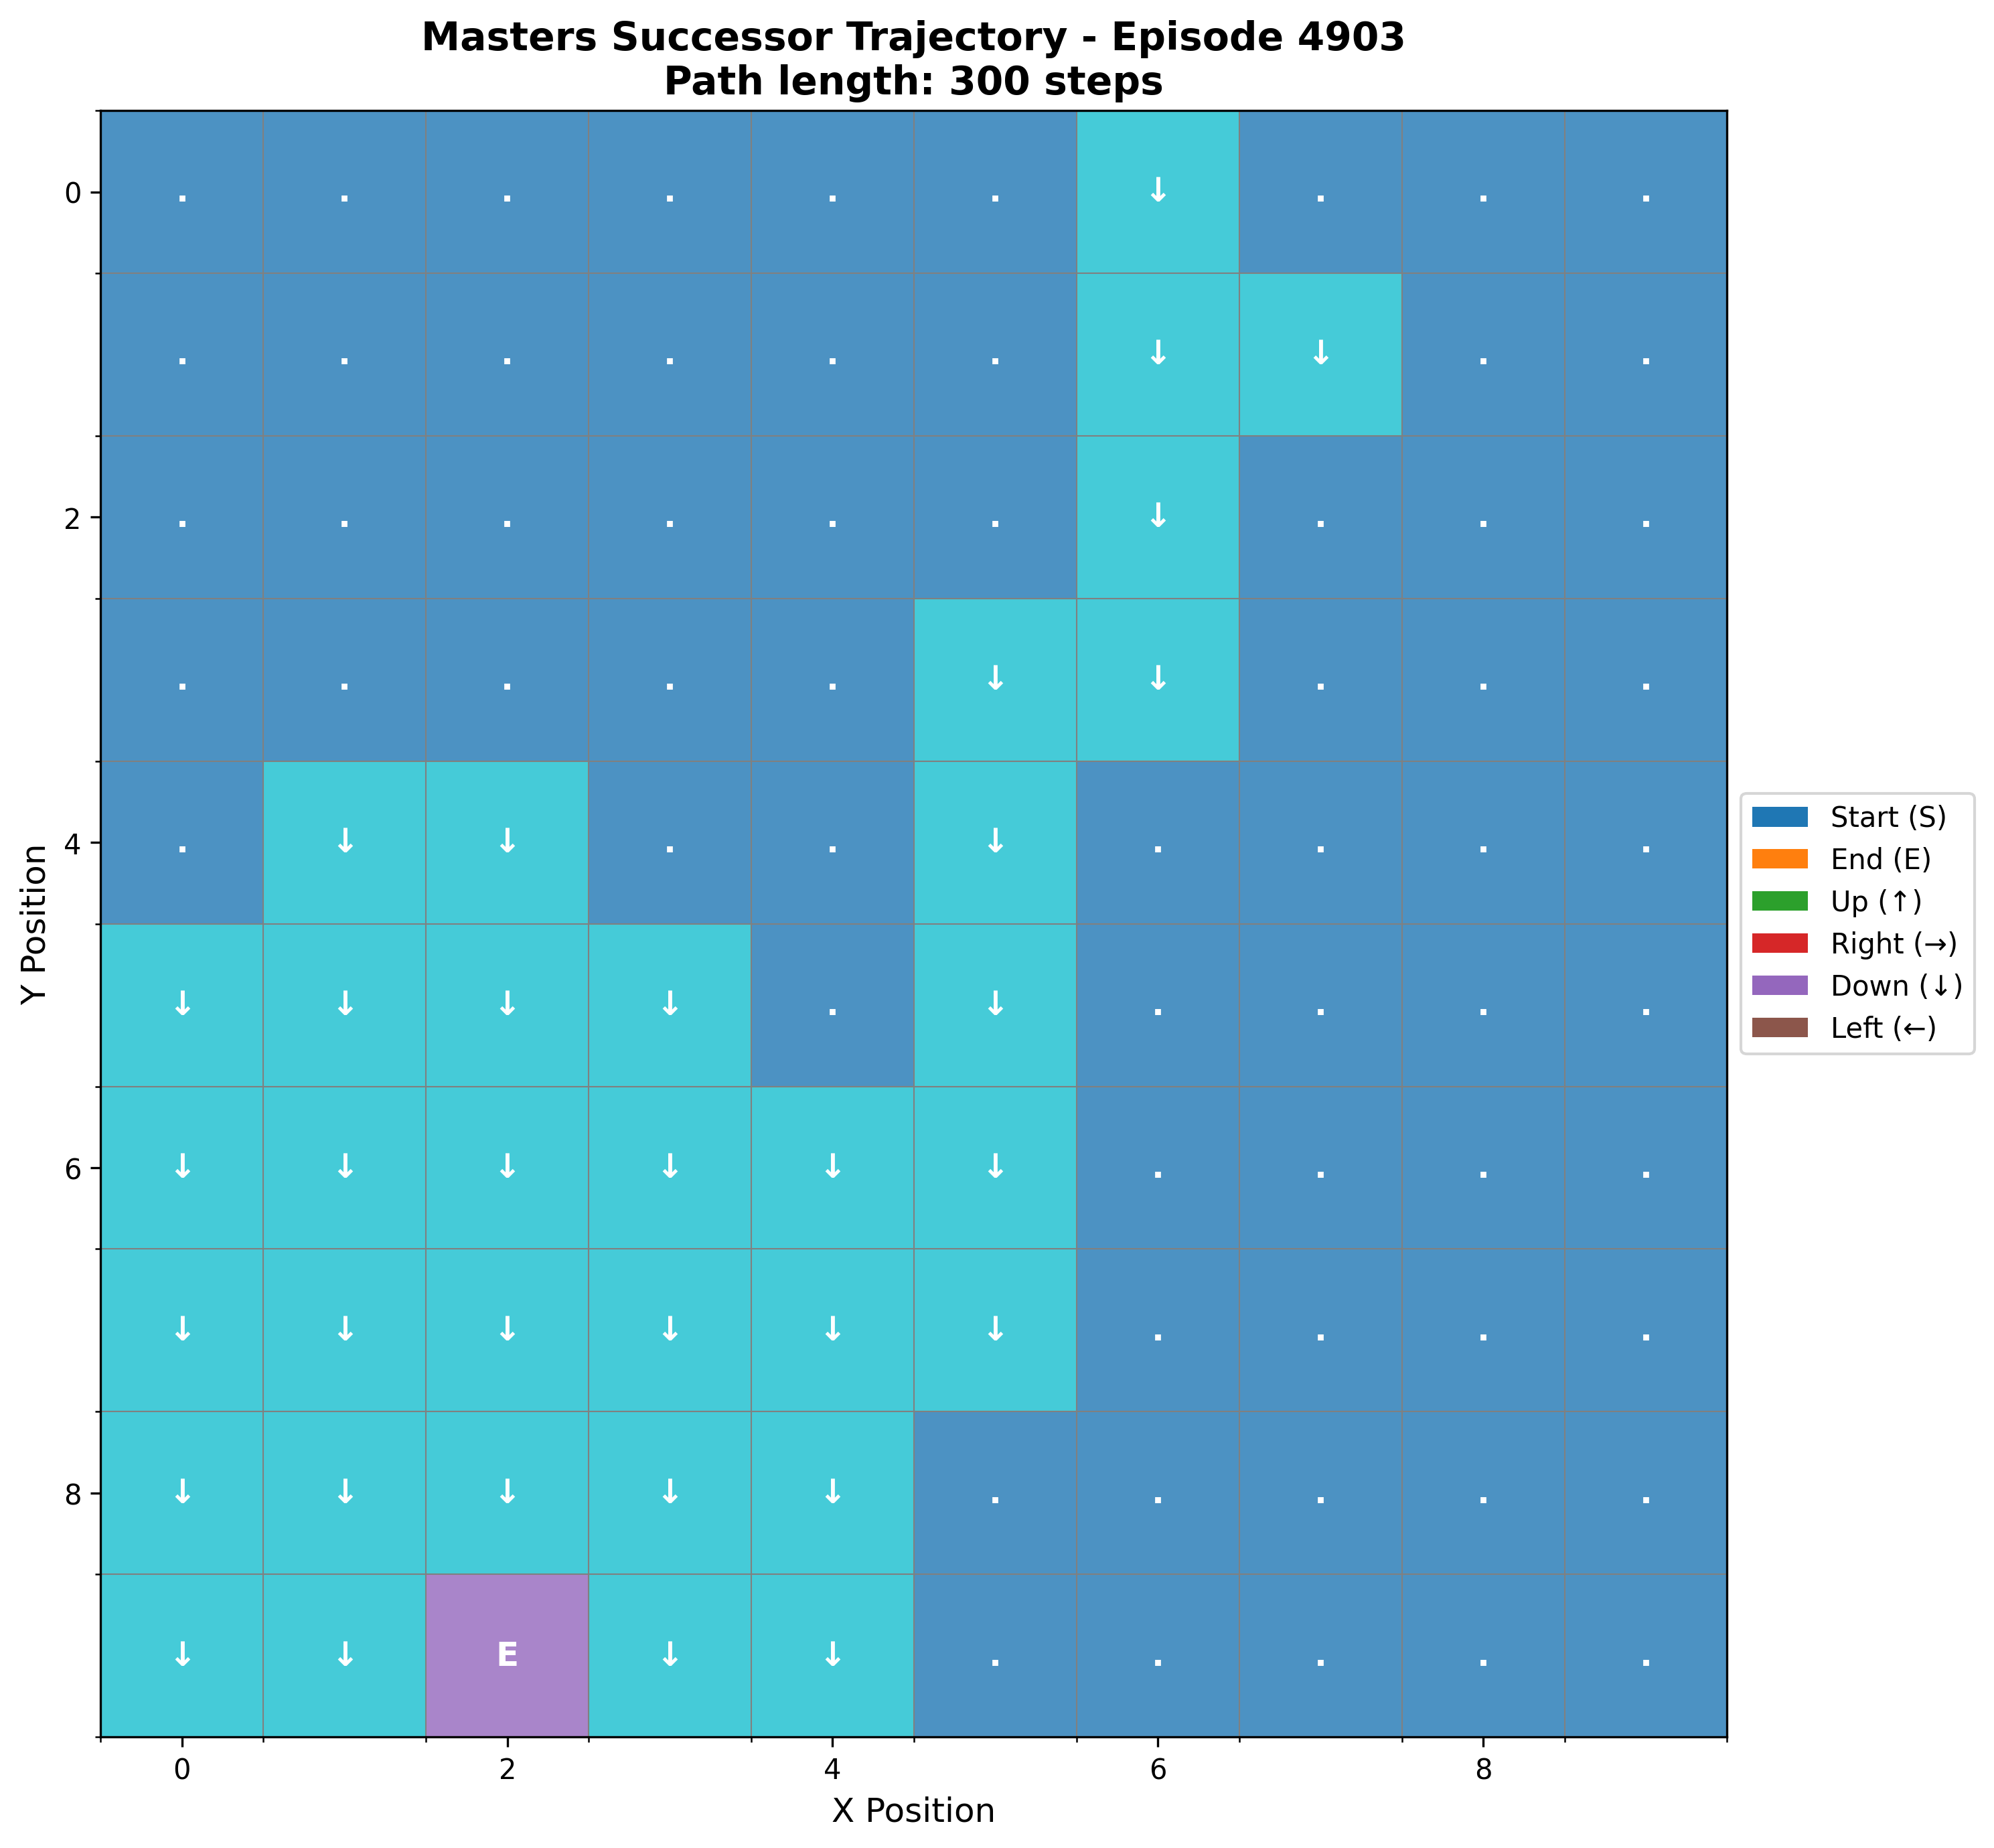 Masters Successor Trajectory - Episode 4903
Path length: 300 steps
0 . . . . . . ↓ . . .
. . . . . . ↓ ↓ . .
2 . . . . . . ↓ . . .
. . . . . ↓ ↓ . . .
4 . ↓ ↓ . . ↓ . . . .
↓ ↓ ↓ ↓ . ↓ . . . .
6 ↓ ↓ ↓ ↓ ↓ ↓ . . . .
↓ ↓ ↓ ↓ ↓ ↓ . . . .
8 ↓ ↓ ↓ ↓ ↓ . . . . .
↓ ↓ E ↓ ↓ . . . . .
0 2 4 6 8
X Position
Y Position
Start (S)
End (E)
Up (↑)
Right (→)
Down (↓)
Left (←)